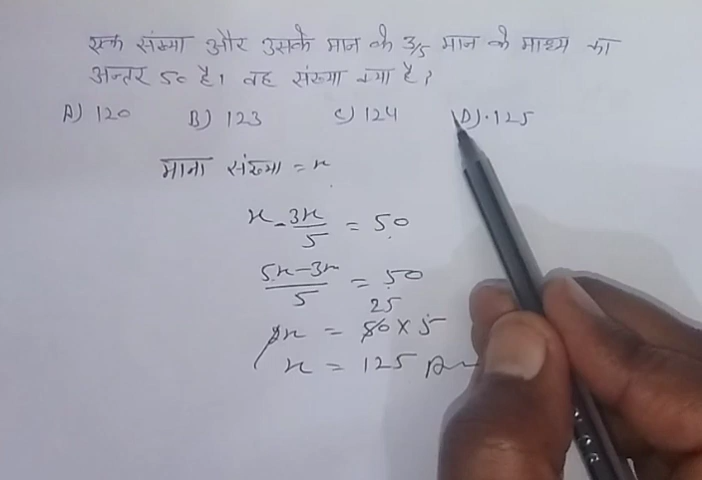 एक संख्या और उसके मान के 3/5 मान के माध्य का
अन्तर 50 है। वह संख्या क्या है?
A) 120 B) 123 C) 124 D) 125
माना संख्या = x
x - 3x/5 = 50
5x - 3x/5 = 50
25
2x = 50 × 5
x = 125